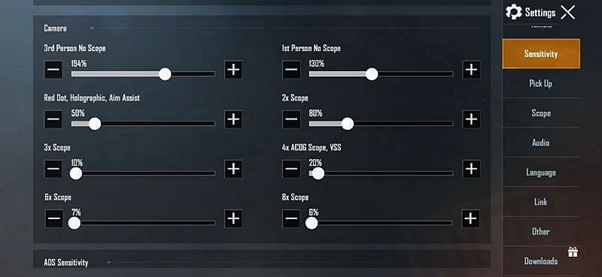 Settings
Camera
3rd Person No Scope
194%
1st Person No Scope
130%
Red Dot, Holographic, Aim Assist
50%
2x Scope
80%
3x Scope
10%
4x ACOG Scope, VSS
20%
6x Scope
7%
8x Scope
6%
ADS Sensitivity
Sensitivity
Pick Up
Scope
Audio
Language
Link
Other
Downloads